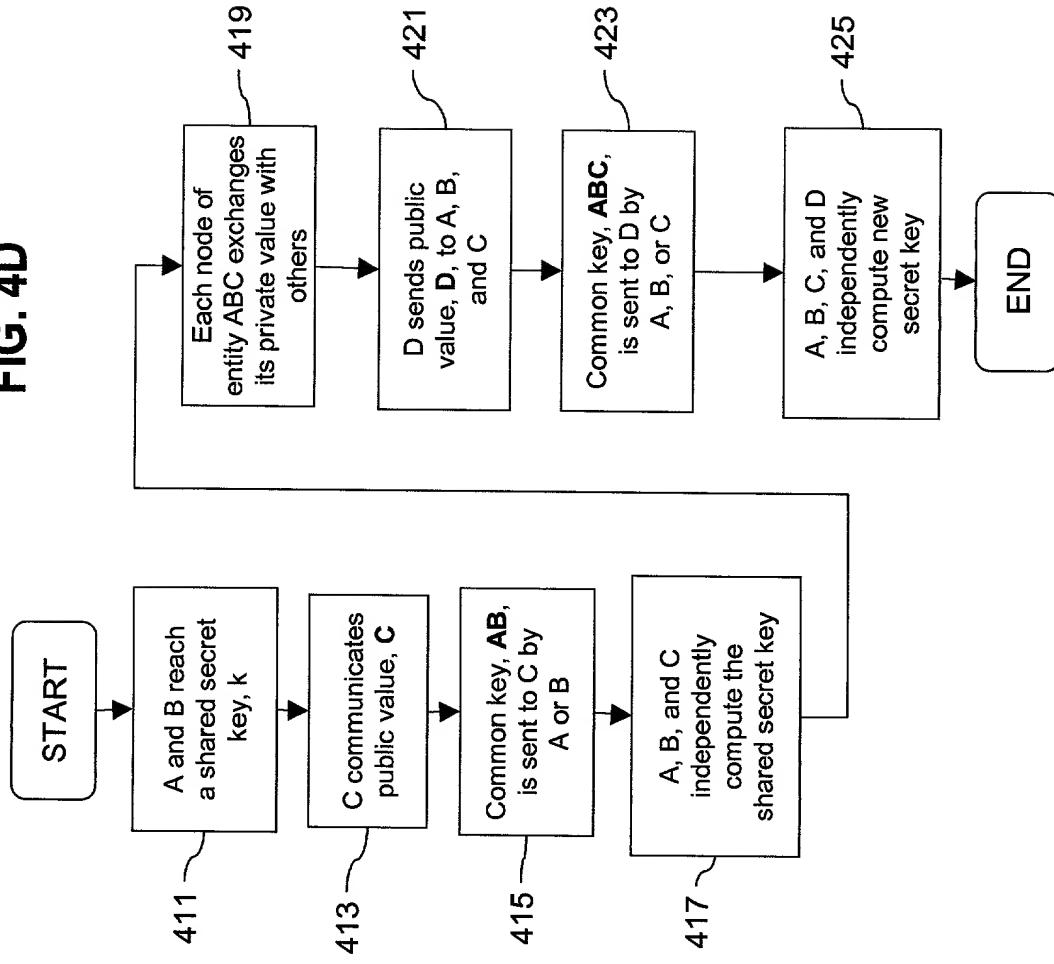 FIG. 4D
START
A and B reach
a shared secret
key, k
411
C communicates
public value, C
413
Common key, AB,
is sent to C by
A or B
415
A, B, and C
independently
compute the
shared secret key
417
Each node of
entity ABC exchanges
its private value with
others
419
D sends public
value, D, to A, B,
and C
421
Common key, ABC,
is sent to D by
A, B, or C
423
A, B, C, and D
independently
compute new
secret key
425
END